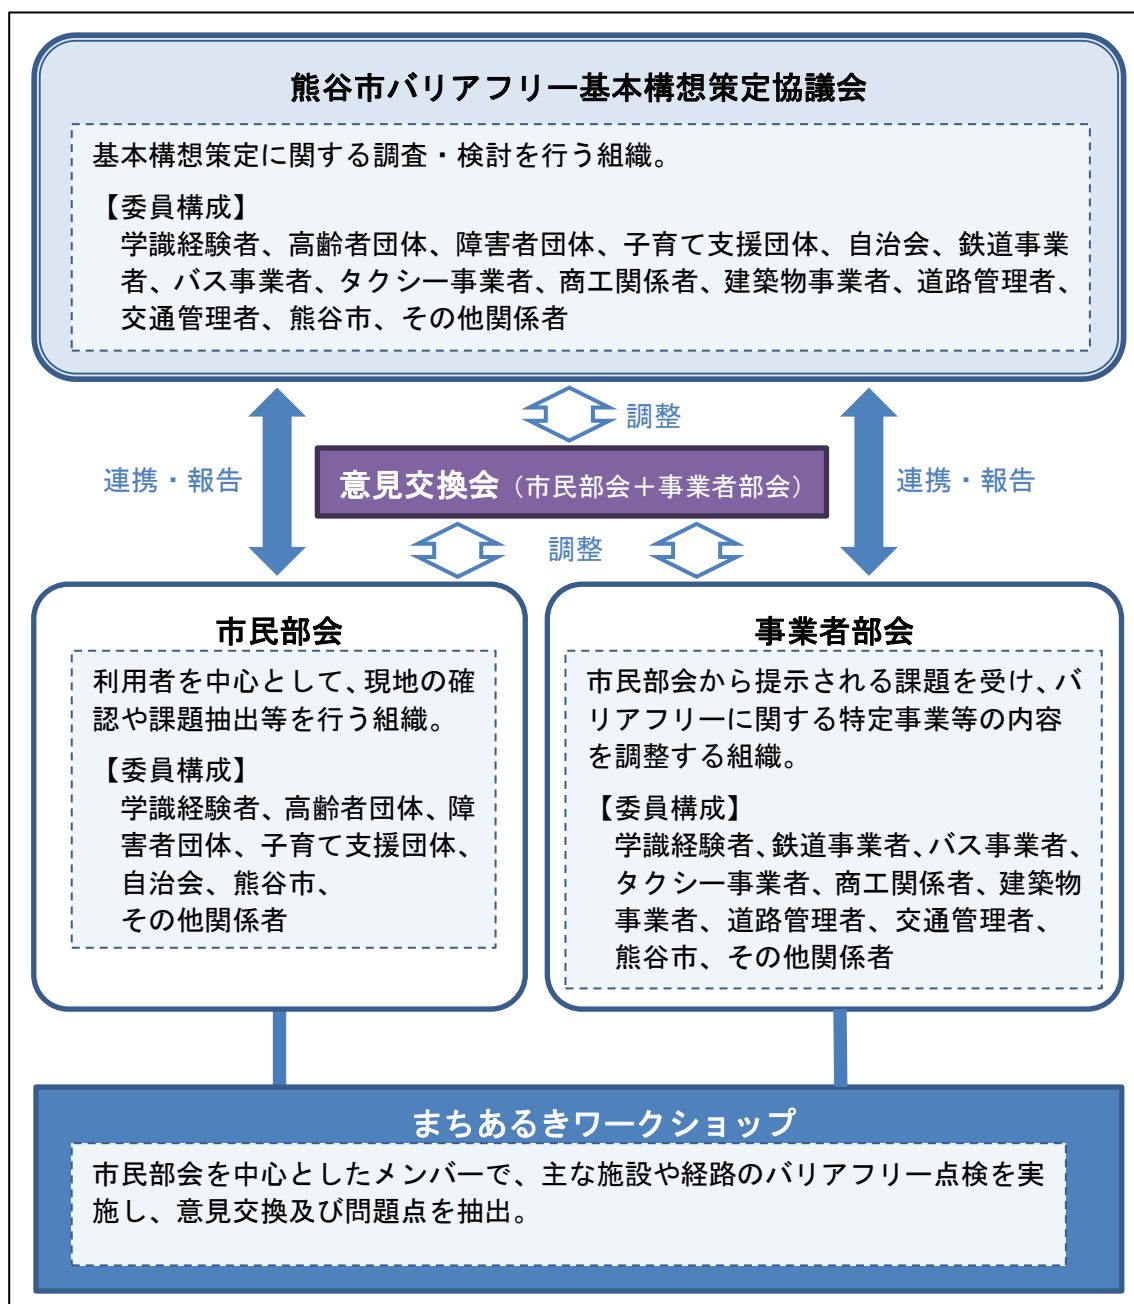 熊谷市バリアフリー基本構想策定協議会
基本構想策定に関する調査・検討を行う組織。
【委員構成】
学識経験者、高齢者団体、障害者団体、子育て支援団体、自治会、鉄道事業
者、バス事業者、タクシー事業者、商工関係者、建築物事業者、道路管理者、
交通管理者、熊谷市、その他関係者
調整
連携・報告
意見交換会（市民部会＋事業者部会）
連携・報告
調整
市民部会
利用者を中心として、現地の確
認や課題抽出等を行う組織。
【委員構成】
学識経験者、高齢者団体、障
害者団体、子育て支援団体、
自治会、熊谷市、
その他関係者
事業者部会
市民部会から提示される課題を受け、バ
リアフリーに関する特定事業等の内容
を調整する組織。
【委員構成】
学識経験者、鉄道事業者、バス事業者、
タクシー事業者、商工関係者、建築物
事業者、道路管理者、交通管理者、
熊谷市、その他関係者
まちあるきワークショップ
市民部会を中心としたメンバーで、主な施設や経路のバリアフリー点検を実
施し、意見交換及び問題点を抽出。